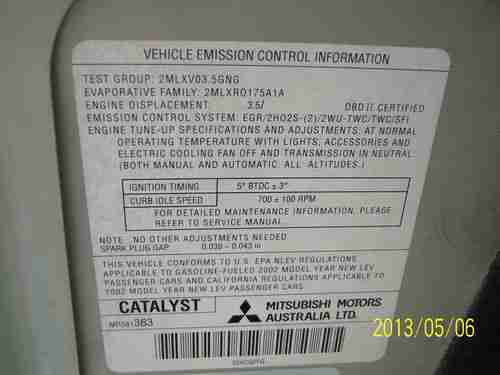 VEHICLE EMISSION CONTROL INFORMATION
TEST GROUP: 2MLXV03.5GNG
EVAPORATIVE FAMILY: 2MLXR0175A1A
ENGINE DISPLACEMENT: 3.5l OBD II CERTIFIED
EMISSION CONTROL SYSTEM: EGR/2HO2S-(2)/2WU-TWC/TWC/SFI
ENGINE TUNE-UP SPECIFICATIONS AND ADJUSTMENTS: AT NORMAL
OPERATING TEMPERATURE WITH LIGHTS, ACCESSORIES AND
ELECTRIC COOLING FAN OFF AND TRANSMISSION IN NEUTRAL
(BOTH MANUAL AND AUTOMATIC: ALL ALTITUDES.)
IGNITION TIMING 5° BTDC ± 3°
CURB IDLE SPEED 700 ± 100 RPM
FOR DETAILED MAINTENANCE INFORMATION, PLEASE
REFER TO SERVICE MANUAL.
NOTE : NO OTHER ADJUSTMENTS NEEDED
SPARK PLUG GAP 0.039 - 0.043 in
THIS VEHICLE CONFORMS TO U.S. EPA NLEV REGULATIONS
APPLICABLE TO GASOLINE-FUELED 2002 MODEL YEAR NEW LEV
PASSENGER CARS AND CALIFORNIA REGULATIONS APPLICABLE TO
2002 MODEL YEAR NEW LEV PASSENGER CARS.
CATALYST MITSUBISHI MOTORS
AUSTRALIA LTD.
363
2013/05/06